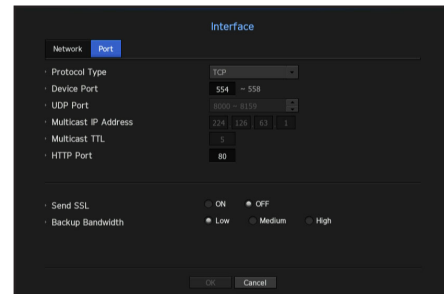 Interface
Network Port
· Protocol Type TCP
· Device Port 554 ~ 558
· UDP Port 8000 ~ 8159
· Multicast IP Address 224 126 63 1
· Multicast TTL 5
· HTTP Port 80
· Send SSL ON OFF
· Backup Bandwidth Low Medium High
OK Cancel